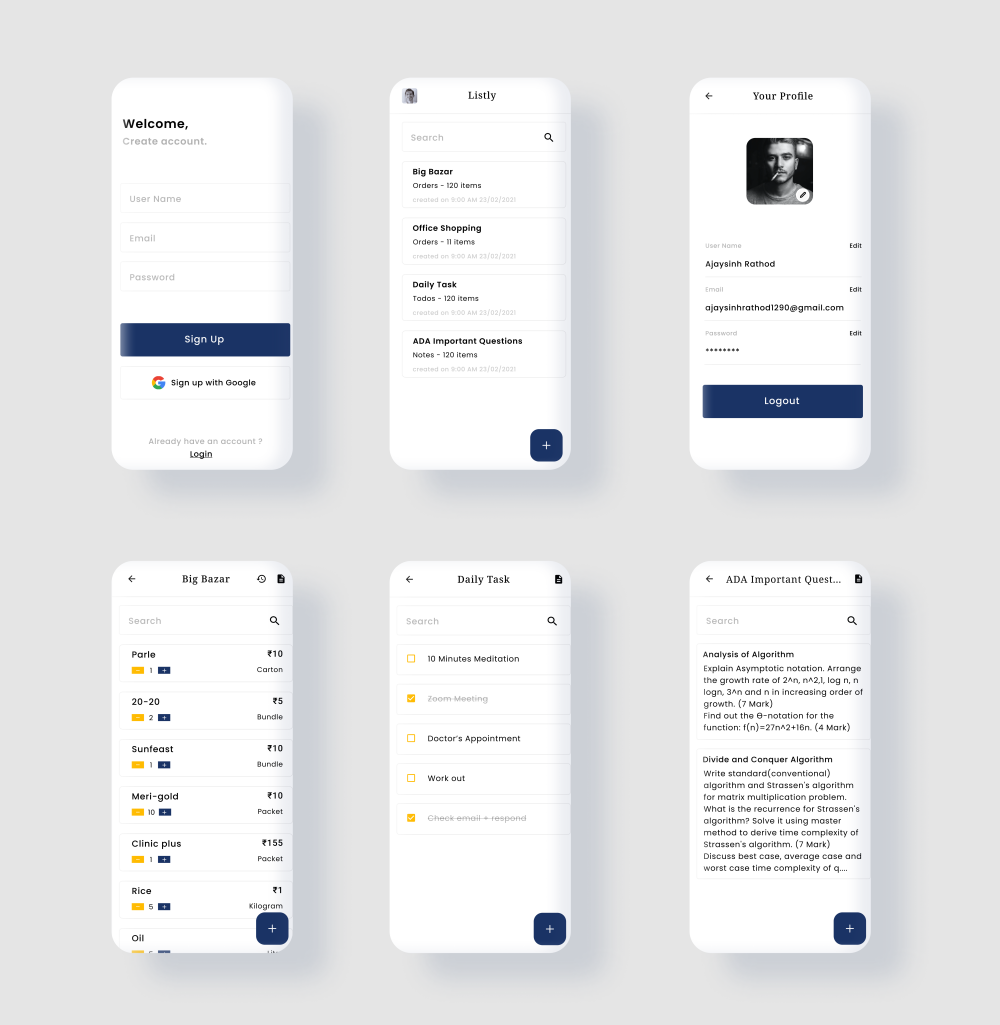 Welcome,
Create account.
User Name
Email
Password
Sign Up
Sign up with Google
Already have an account ?
Login
Listly
Search
Big Bazar
Orders - 120 items
created on 9:00 AM 23/02/2021
Office Shopping
Orders - 11 items
created on 9:00 AM 23/02/2021
Daily Task
Todos - 120 items
created on 9:00 AM 23/02/2021
ADA Important Questions
Notes - 120 items
created on 9:00 AM 23/02/2021
+
Your Profile
User Name Edit
Ajaysinh Rathod
Email Edit
ajaysinhrathod1290@gmail.com
Password Edit
********
Logout
Big Bazar
Search
Parle ₹10
- 1 + Carton
20-20 ₹5
- 2 + Bundle
Sunfeast ₹10
- 1 + Bundle
Meri-gold ₹10
- 10 + Packet
Clinic plus ₹155
- 1 + Packet
Rice ₹1
- 5 + Kilogram
Oil
+
Daily Task
Search
10 Minutes Meditation
Zoom Meeting
Doctor's Appointment
Work out
Check email + respond
+
ADA Important Quest...
Search
Analysis of Algorithm
Explain Asymptotic notation. Arrange
the growth rate of 2^n, n^2,1, log n, n
logn, 3^n and n in increasing order of
growth. (7 Mark)
Find out the Θ-notation for the
function: f(n)=27n^2+16n. (4 Mark)
Divide and Conquer Algorithm
Write standard(conventional)
algorithm and Strassen's algorithm
for matrix multiplication problem.
What is the recurrence for Strassen's
algorithm? Solve it using master
method to derive time complexity of
Strassen's algorithm. (7 Mark)
Discuss best case, average case and
worst case time complexity of q....
+